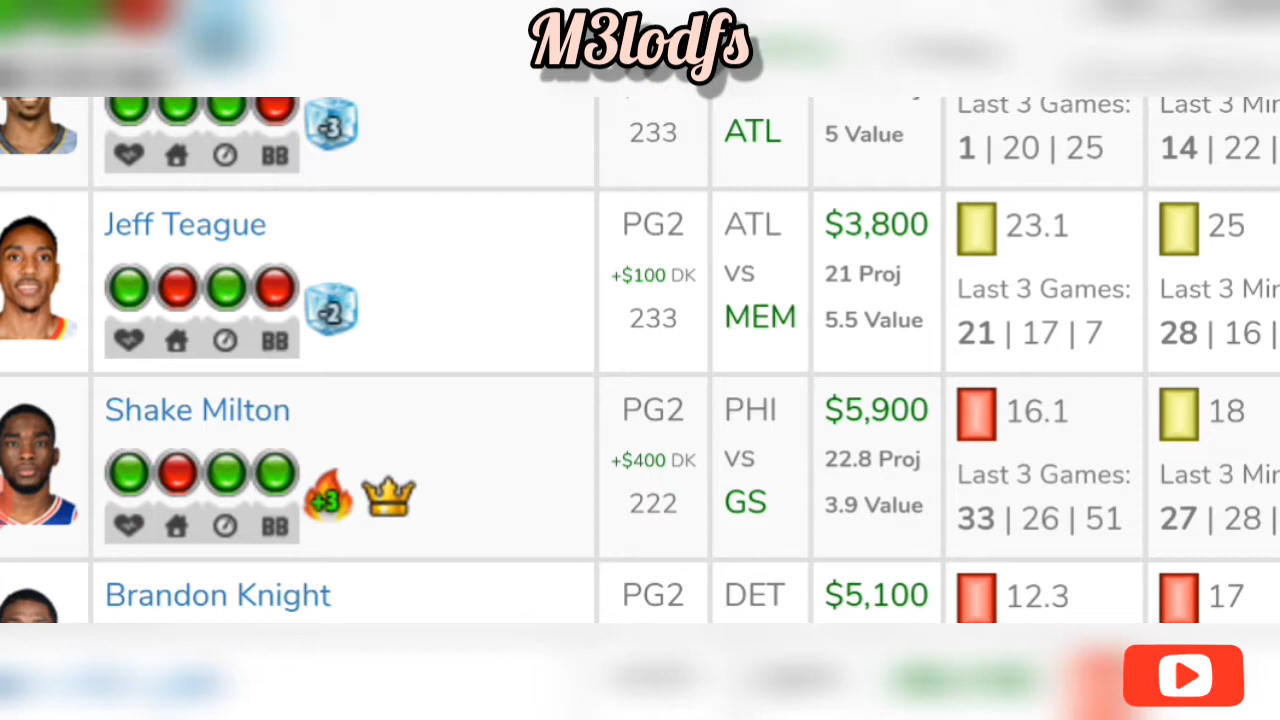 M3lodfs
Last 3 Games:
233 ATL 5 Value 1 | 20 | 25 14 | 22 |
BB
-3
Jeff Teague PG2 ATL $3,800 23.1 25
+$100 DK VS 21 Proj Last 3 Games: Last 3 Min
-2
233 MEM 5.5 Value 21 | 17 | 7 28 | 16 |
BB
Shake Milton PG2 PHI $5,900 16.1 18
+$400 DK VS 22.8 Proj Last 3 Games: Last 3 Min
+3
222 GS 3.9 Value 33 | 26 | 51 27 | 28 |
BB
Brandon Knight PG2 DET $5,100 12.3 17